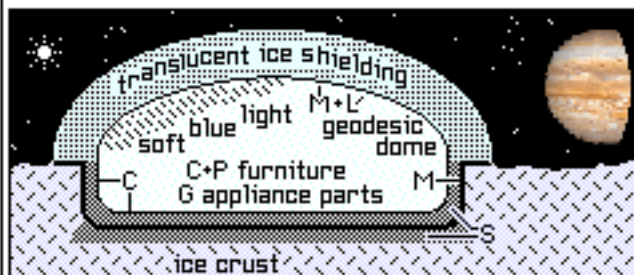 translucent ice shielding
M+L
soft blue light
geodesic
dome
C+P furniture
C
M
G appliance parts
S
ice crust